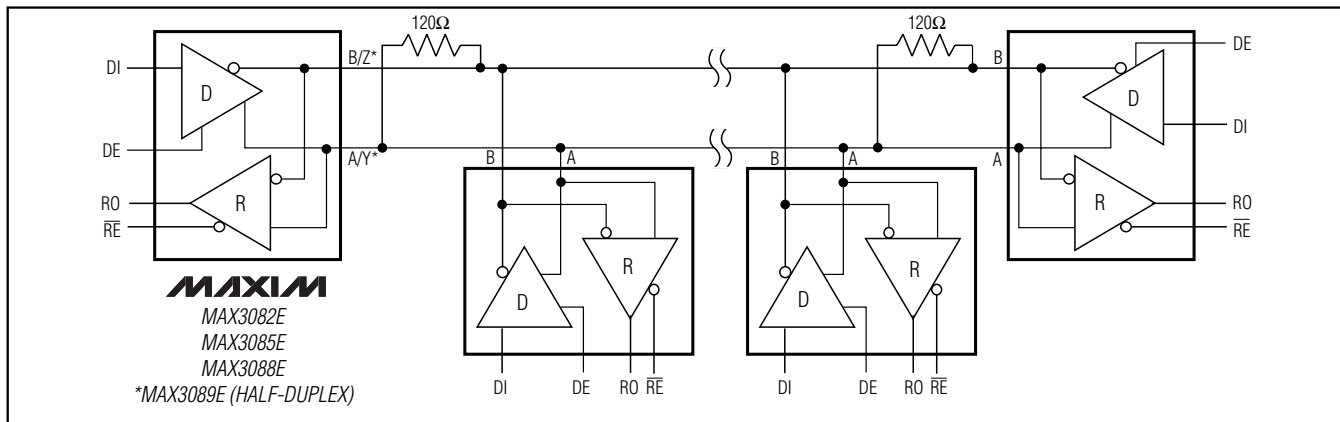 120Ω 120Ω
B/Z* B DE
DI D D
DI
DE A/Y* B A B A A
RO R R RO
RE RE
D R D R
MAXIM
MAX3082E
MAX3085E
MAX3088E
*MAX3089E (HALF-DUPLEX)
DI DE RO RE DI DE RO RE